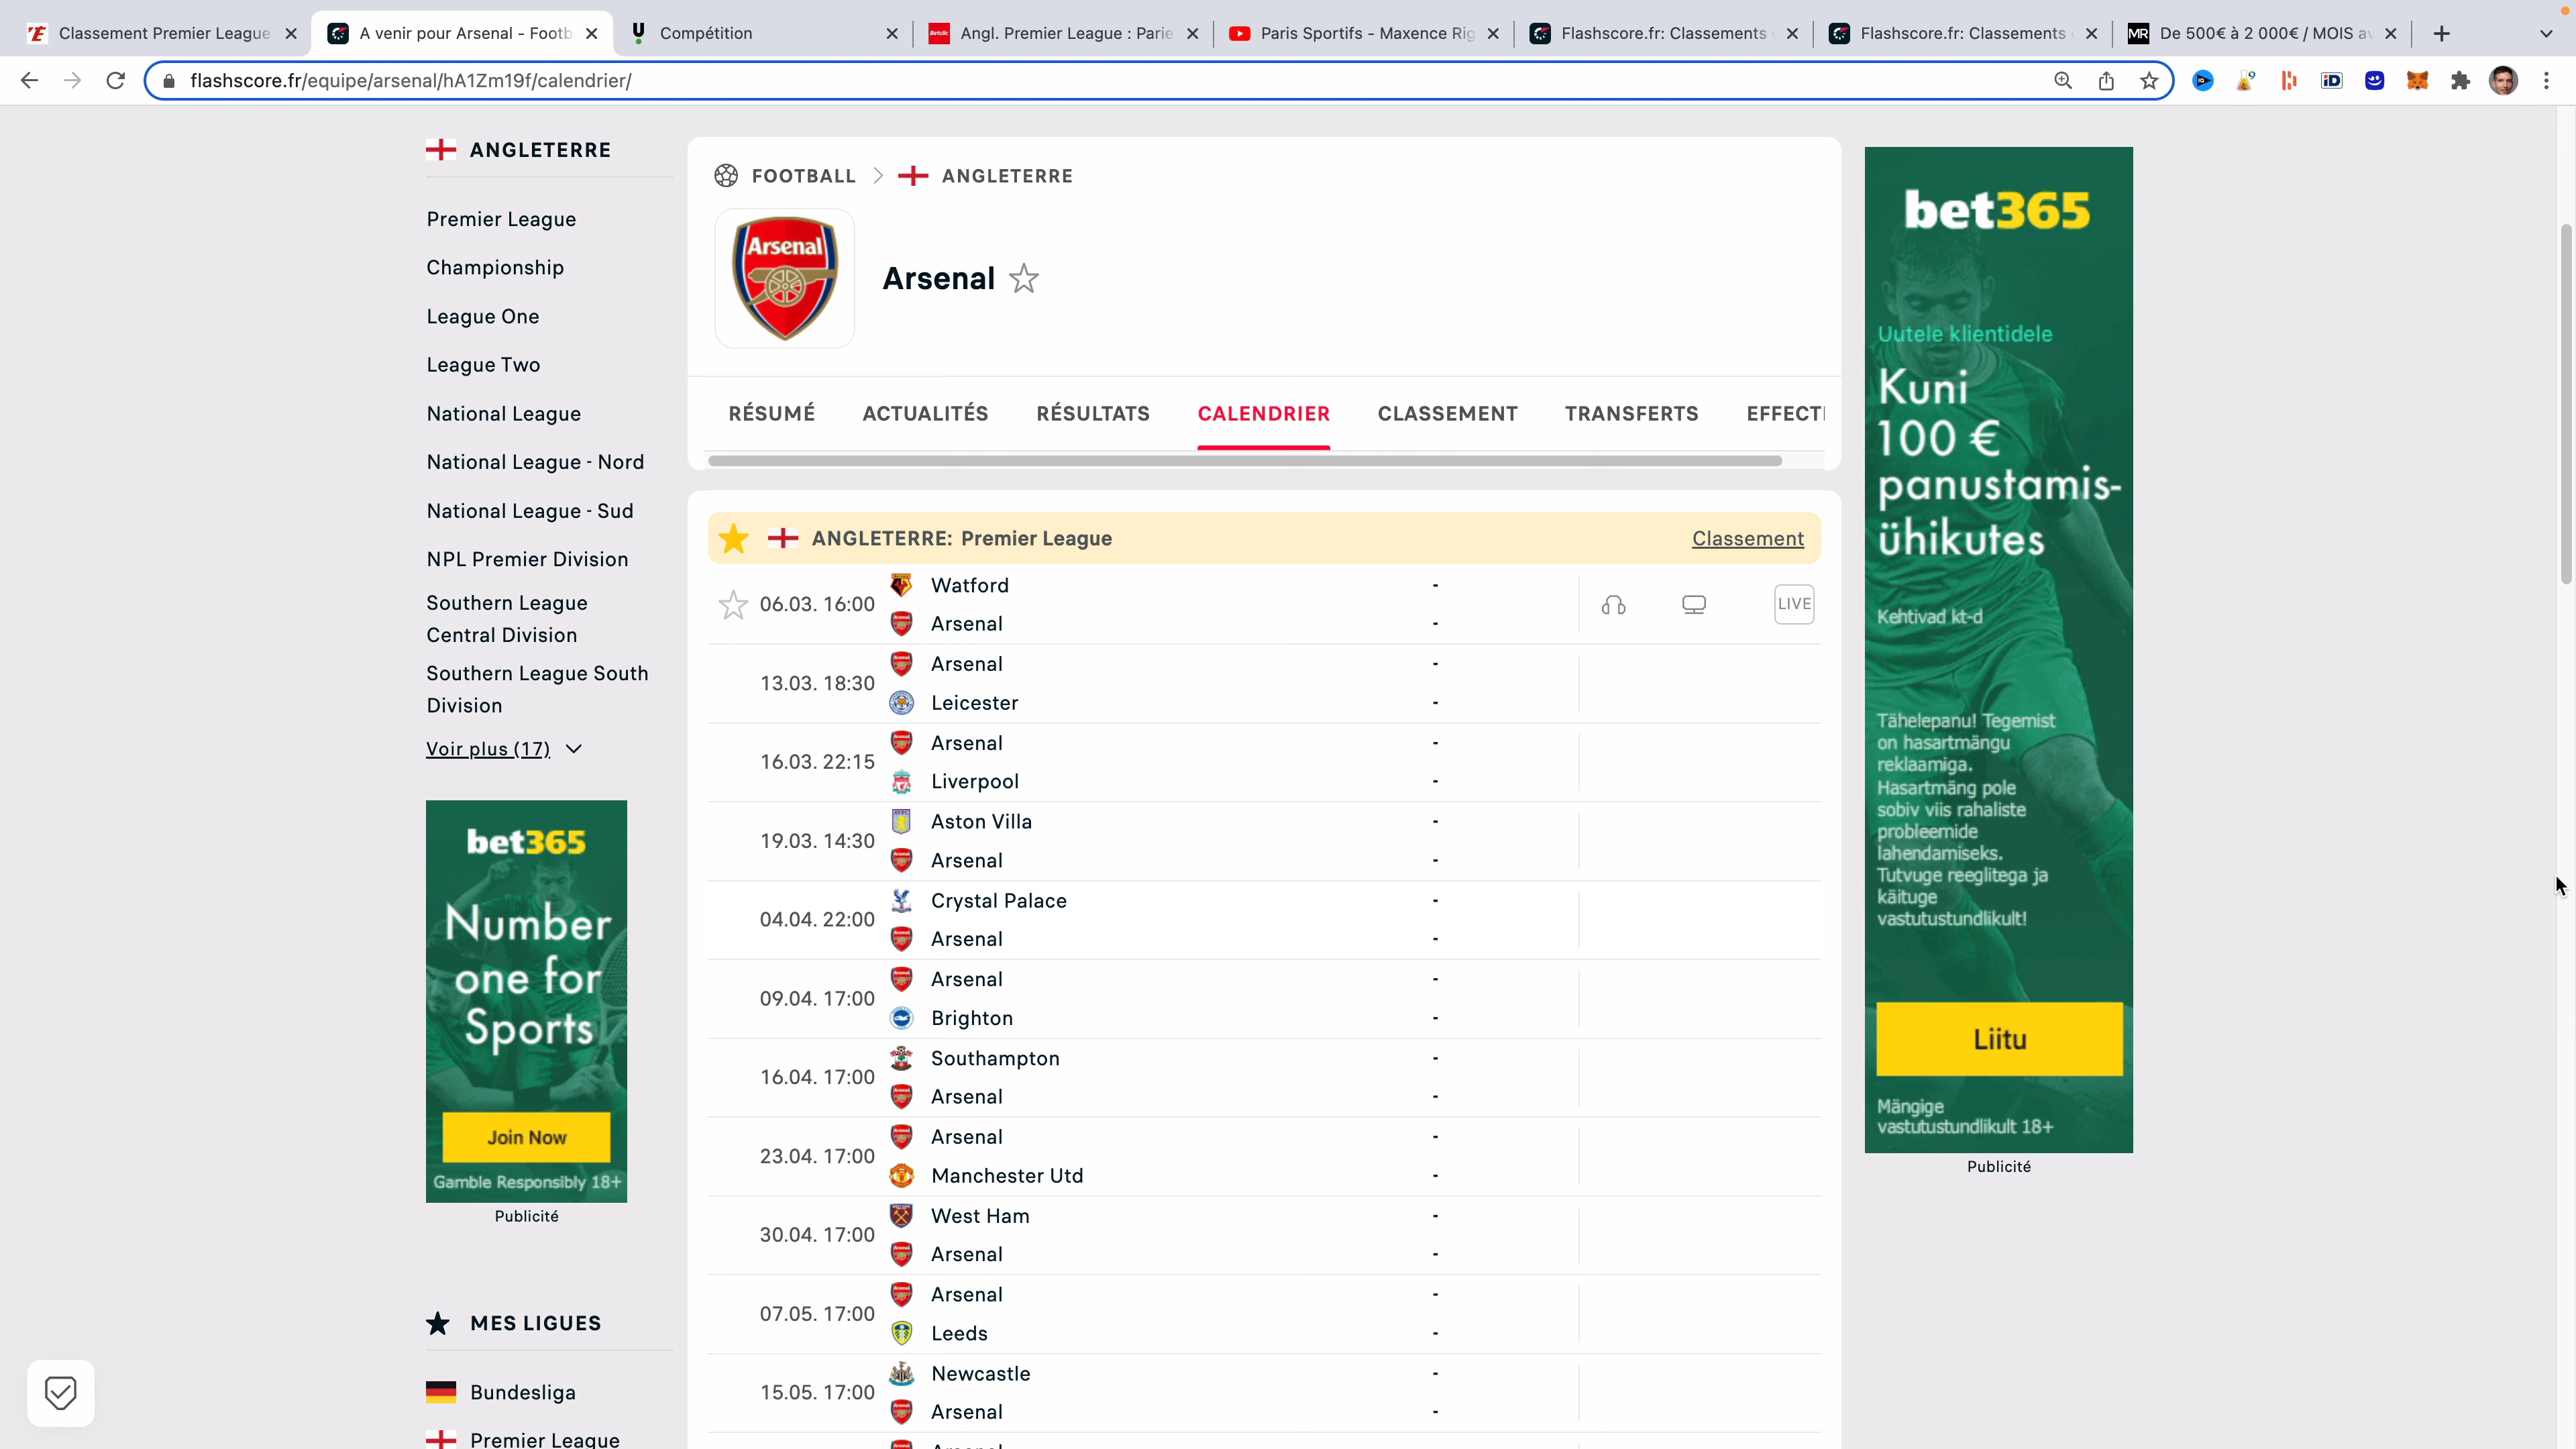 Classement Premier League
A venir pour Arsenal - Footb
Compétition
Angl. Premier League : Parie
Paris Sportifs - Maxence Rig
Flashscore.fr: Classements
Flashscore.fr: Classements
MR De 500€ à 2 000€ / MOIS
flashscore.fr/equipe/arsenal/hA1Zm19f/calendrier/
ANGLETERRE
Premier League
Championship
League One
League Two
National League
National League - Nord
National League - Sud
NPL Premier Division
Southern League
Central Division
Southern League South
Division
Voir plus (17)
bet365
Number
one for
Sports
Join Now
Gamble Responsibly 18+
Publicité
MES LIGUES
Bundesliga
Premier League
FOOTBALL
ANGLETERRE
Arsenal
Arsenal
RÉSUMÉ
ACTUALITÉS
RÉSULTATS
CALENDRIER
CLASSEMENT
TRANSFERTS
EFFECTI
ANGLETERRE: Premier League
Classement
06.03. 16:00
Watford -
Arsenal -
LIVE
13.03. 18:30
Arsenal -
Leicester -
16.03. 22:15
Arsenal -
Liverpool -
19.03. 14:30
Aston Villa -
Arsenal -
04.04. 22:00
Crystal Palace -
Arsenal -
09.04. 17:00
Arsenal -
Brighton -
16.04. 17:00
Southampton -
Arsenal -
23.04. 17:00
Arsenal -
Manchester Utd -
30.04. 17:00
West Ham -
Arsenal -
07.05. 17:00
Arsenal -
Leeds -
15.05. 17:00
Newcastle -
Arsenal -
Arsenal
bet365
Uutele klientidele
Kuni
100 €
panustamis-
ühikutes
Kehtivad kt-d
Tähelepanu! Tegemist
on hasartmängu
reklaamiga.
Hasartmäng pole
sobiv viis rahaliste
probleemide
lahendamiseks.
Tutvuge reeglitega ja
käituge
vastutustundlikult!
Liitu
Mängige
vastutustundlikult 18+
Publicité